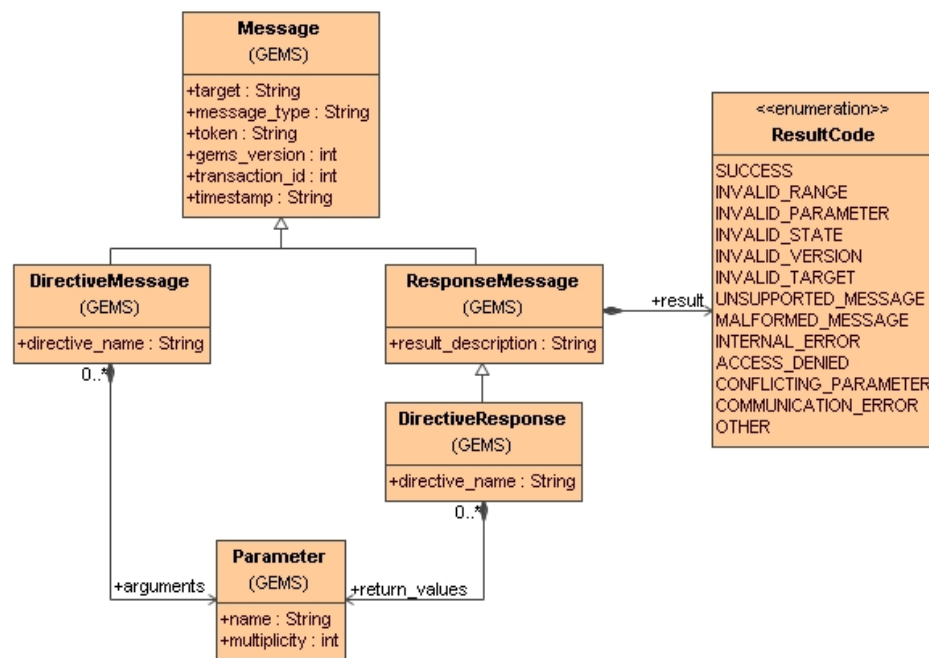 Message
(GEMS)
+target : String
+message_type : String
+token : String
+gems_version : int
+transaction_id : int
+timestamp : String
<<enumeration>>
ResultCode
SUCCESS
INVALID_RANGE
INVALID_PARAMETER
INVALID_STATE
INVALID_VERSION
INVALID_TARGET
UNSUPPORTED_MESSAGE
MALFORMED_MESSAGE
INTERNAL_ERROR
ACCESS_DENIED
CONFLICTING_PARAMETER
COMMUNICATION_ERROR
OTHER
DirectiveMessage
(GEMS)
+directive_name : String
0..*
ResponseMessage
(GEMS)
+result_description : String
+result
DirectiveResponse
(GEMS)
+directive_name : String
0..*
Parameter
(GEMS)
+name : String
+multiplicity : int
+arguments
+return_values